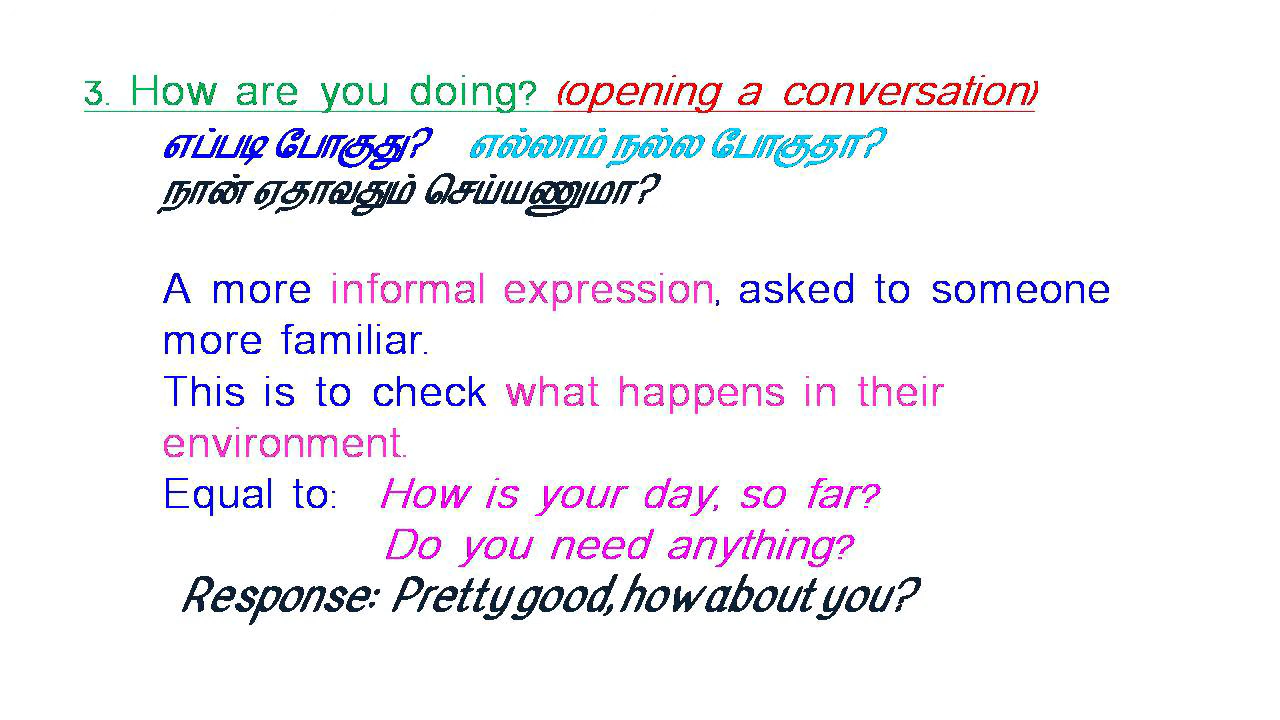 3. How are you doing? (opening a conversation)
எப்படி போகுது? எல்லாம் நல்ல போகுதா?
நான் ஏதாவதும் செய்யணுமா?
A more informal expression, asked to someone
more familiar.
This is to check what happens in their
environment.
Equal to: How is your day, so far?
Do you need anything?
Response: Pretty good, how about you?